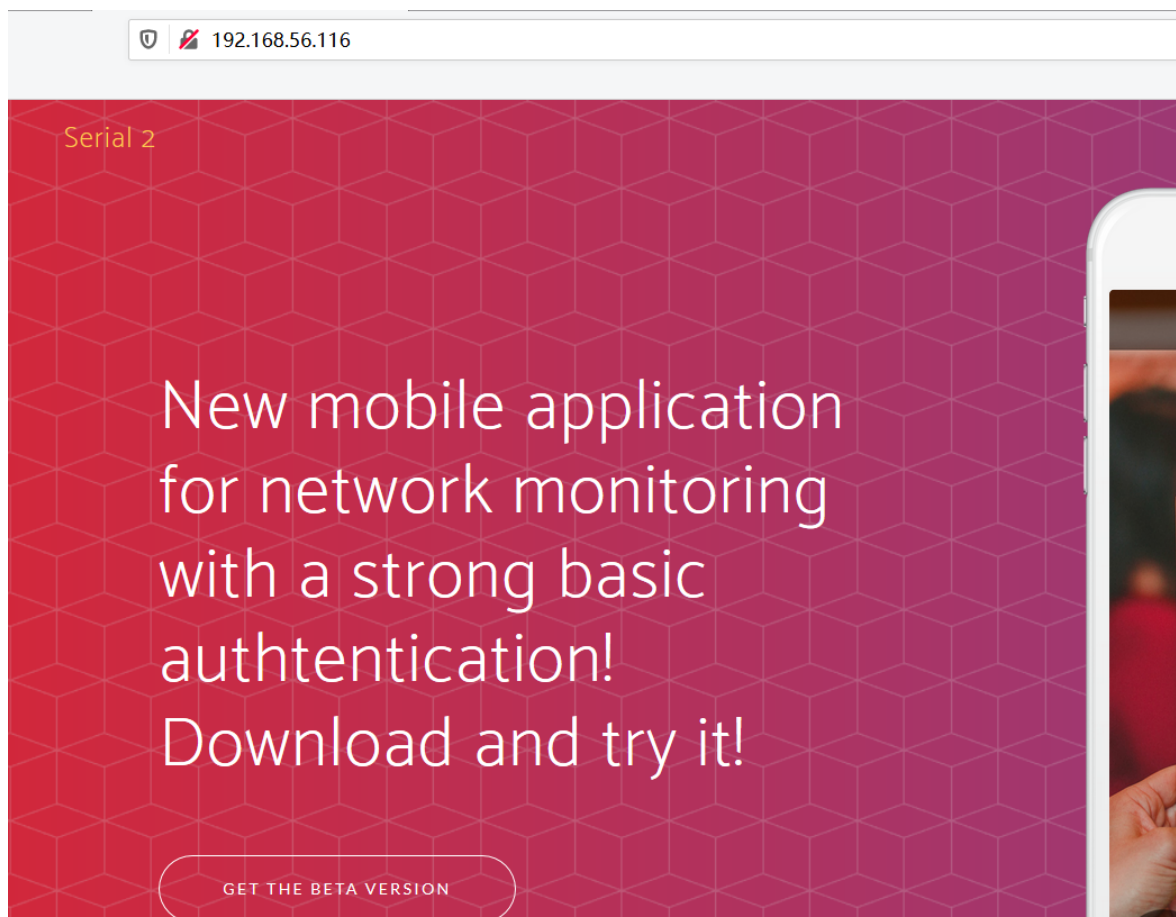 192.168.56.116
Serial 2
New mobile application
for network monitoring
with a strong basic
authtentication!
Download and try it!
GET THE BETA VERSION